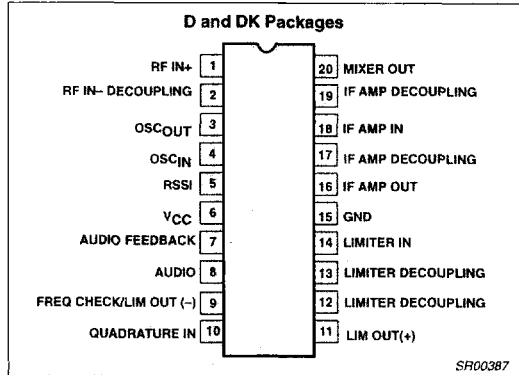 D and DK Packages
RF IN+ 1
RF IN– DECOUPLING 2
OSCOUT 3
OSCIN 4
RSSI 5
VCC 6
AUDIO FEEDBACK 7
AUDIO 8
FREQ CHECK/LIM OUT (–) 9
QUADRATURE IN 10
20 MIXER OUT
19 IF AMP DECOUPLING
18 IF AMP IN
17 IF AMP DECOUPLING
16 IF AMP OUT
15 GND
14 LIMITER IN
13 LIMITER DECOUPLING
12 LIMITER DECOUPLING
11 LIM OUT(+)
SR00387